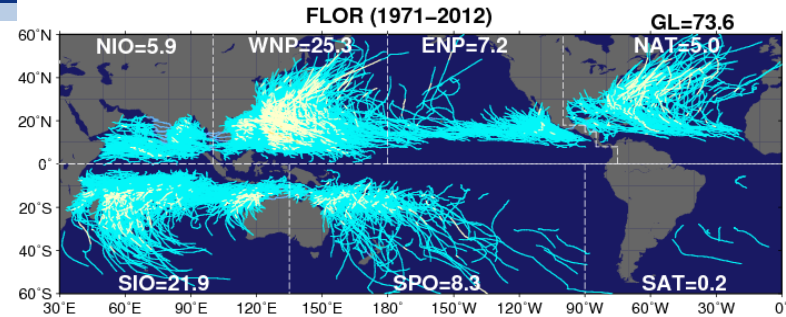 FLOR (1971−2012)
GL=73.6
60˚N
NIO=5.9 WNP=25.3 ENP=7.2 NAT=5.0
40˚N
20˚N
0˚
20˚S
40˚S
SIO=21.9 SPO=8.3 SAT=0.2
60˚S
30˚E 60˚E 90˚E 120˚E 150˚E 180˚ 150˚W 120˚W 90˚W 60˚W 30˚W 0˚